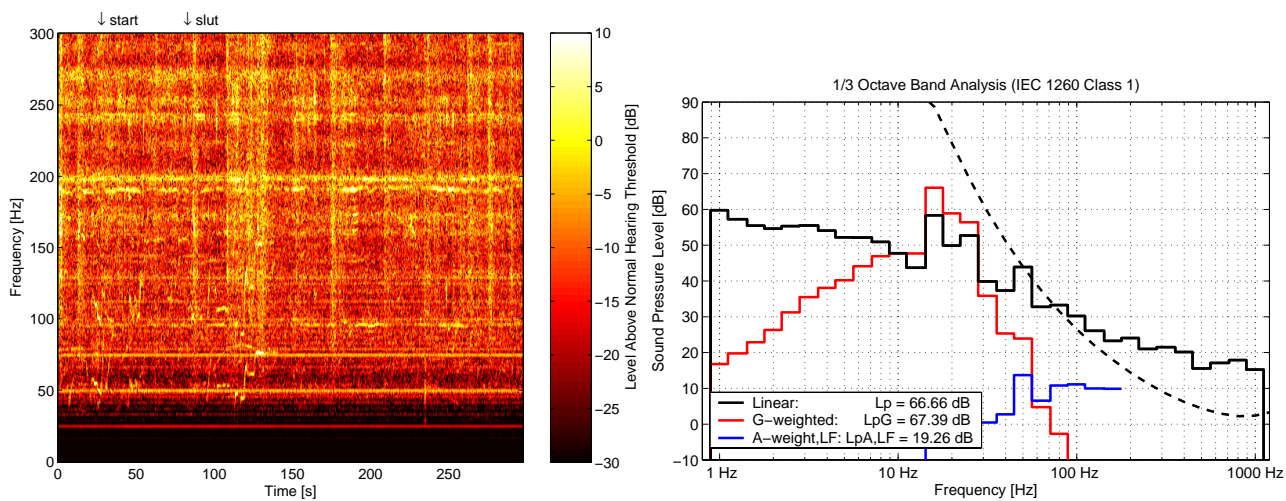 ↓ start ↓ slut
300
250
200
150
100
50
0
Frequency [Hz]
0 50 100 150 200 250
Time [s]
10
5
0
−5
−10
−15
−20
−25
−30
Level Above Normal Hearing Threshold [dB]
1/3 Octave Band Analysis (IEC 1260 Class 1)
90
80
70
60
50
40
30
20
10
0
−10
Sound Pressure Level [dB]
Linear: Lp = 66.66 dB
G−weighted: LpG = 67.39 dB
A−weight,LF: LpA,LF = 19.26 dB
1 Hz 10 Hz 100 Hz 1000 Hz
Frequency [Hz]